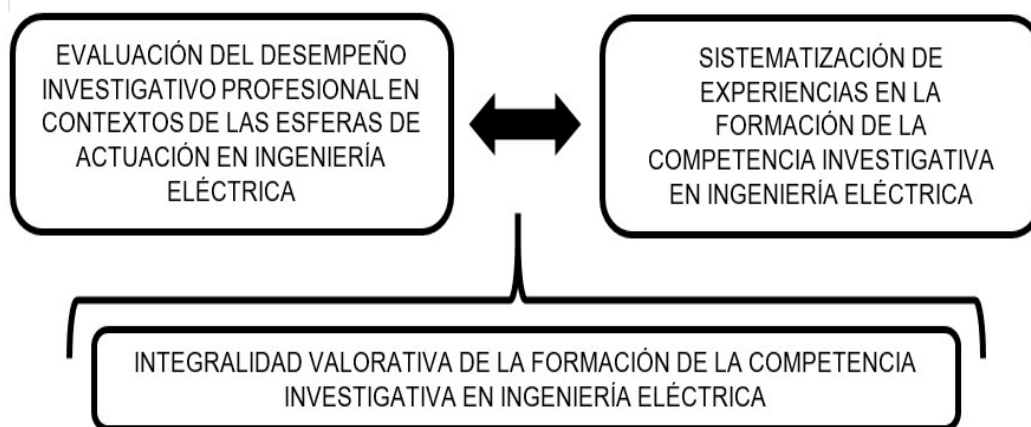 EVALUACIÓN DEL DESEMPEÑO
INVESTIGATIVO PROFESIONAL EN
CONTEXTOS DE LAS ESFERAS DE
ACTUACIÓN EN INGENIERÍA
ELÉCTRICA
SISTEMATIZACIÓN DE
EXPERIENCIAS EN LA
FORMACIÓN DE LA
COMPETENCIA INVESTIGATIVA
EN INGENIERÍA ELÉCTRICA
INTEGRALIDAD VALORATIVA DE LA FORMACIÓN DE LA COMPETENCIA
INVESTIGATIVA EN INGENIERÍA ELÉCTRICA